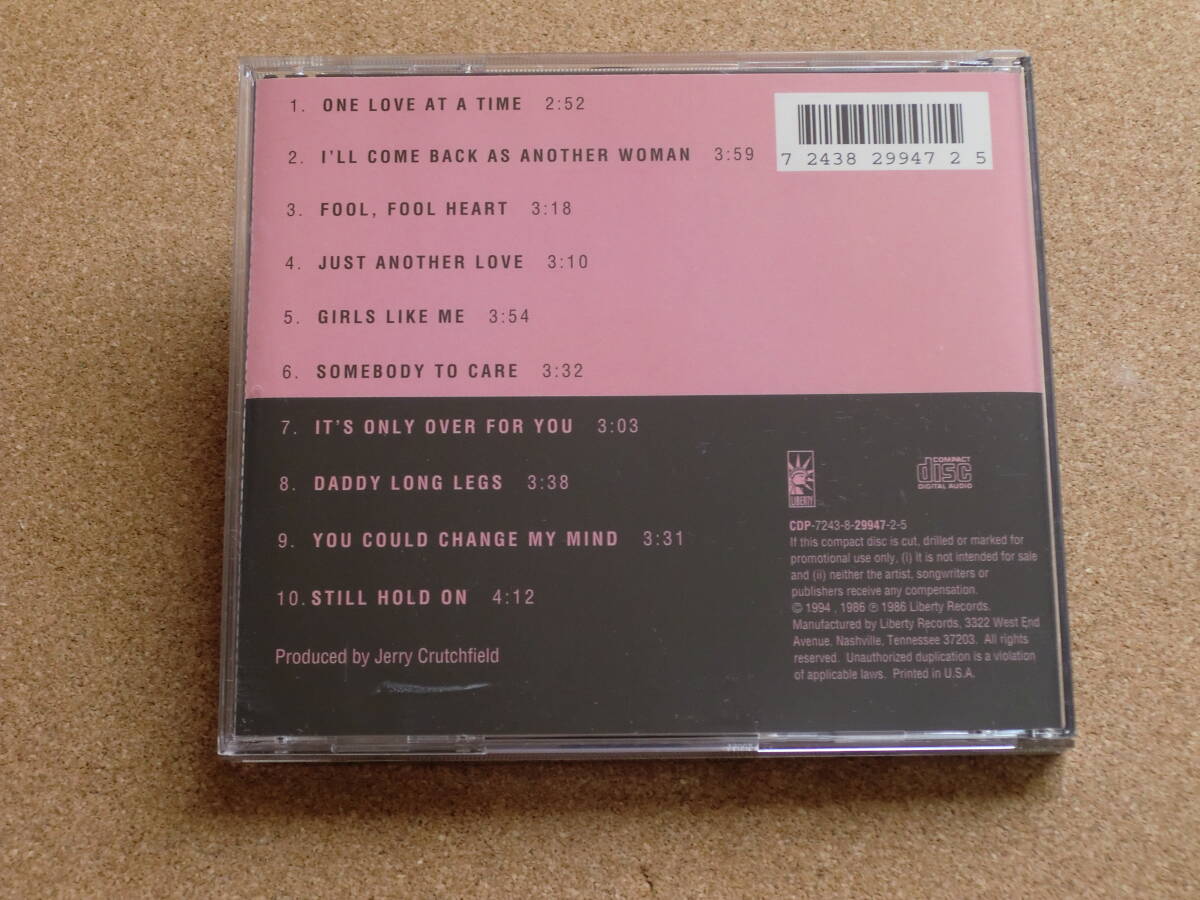 1. ONE LOVE AT A TIME 2:52
2. I'LL COME BACK AS ANOTHER WOMAN 3:59
3. FOOL, FOOL HEART 3:18
4. JUST ANOTHER LOVE 3:10
5. GIRLS LIKE ME 3:54
6. SOMEBODY TO CARE 3:32
7. IT'S ONLY OVER FOR YOU 3:03
8. DADDY LONG LEGS 3:38
9. YOU COULD CHANGE MY MIND 3:31
10. STILL HOLD ON 4:12
Produced by Jerry Crutchfield
7 2438 29947 2 5
LIBERTY
COMPACT
disc
DIGITAL AUDIO
CDP-7243-8-29947-2-5
If this compact disc is cut, drilled or marked for
promotional use only, (i) It is not intended for sale
and (ii) neither the artist, songwriters or
publishers receive any compensation.
© 1994 , 1986 ℗ 1986 Liberty Records.
Manufactured by Liberty Records, 3322 West End
Avenue, Nashville, Tennessee 37203. All rights
reserved. Unauthorized duplication is a violation
of applicable laws. Printed in U.S.A.